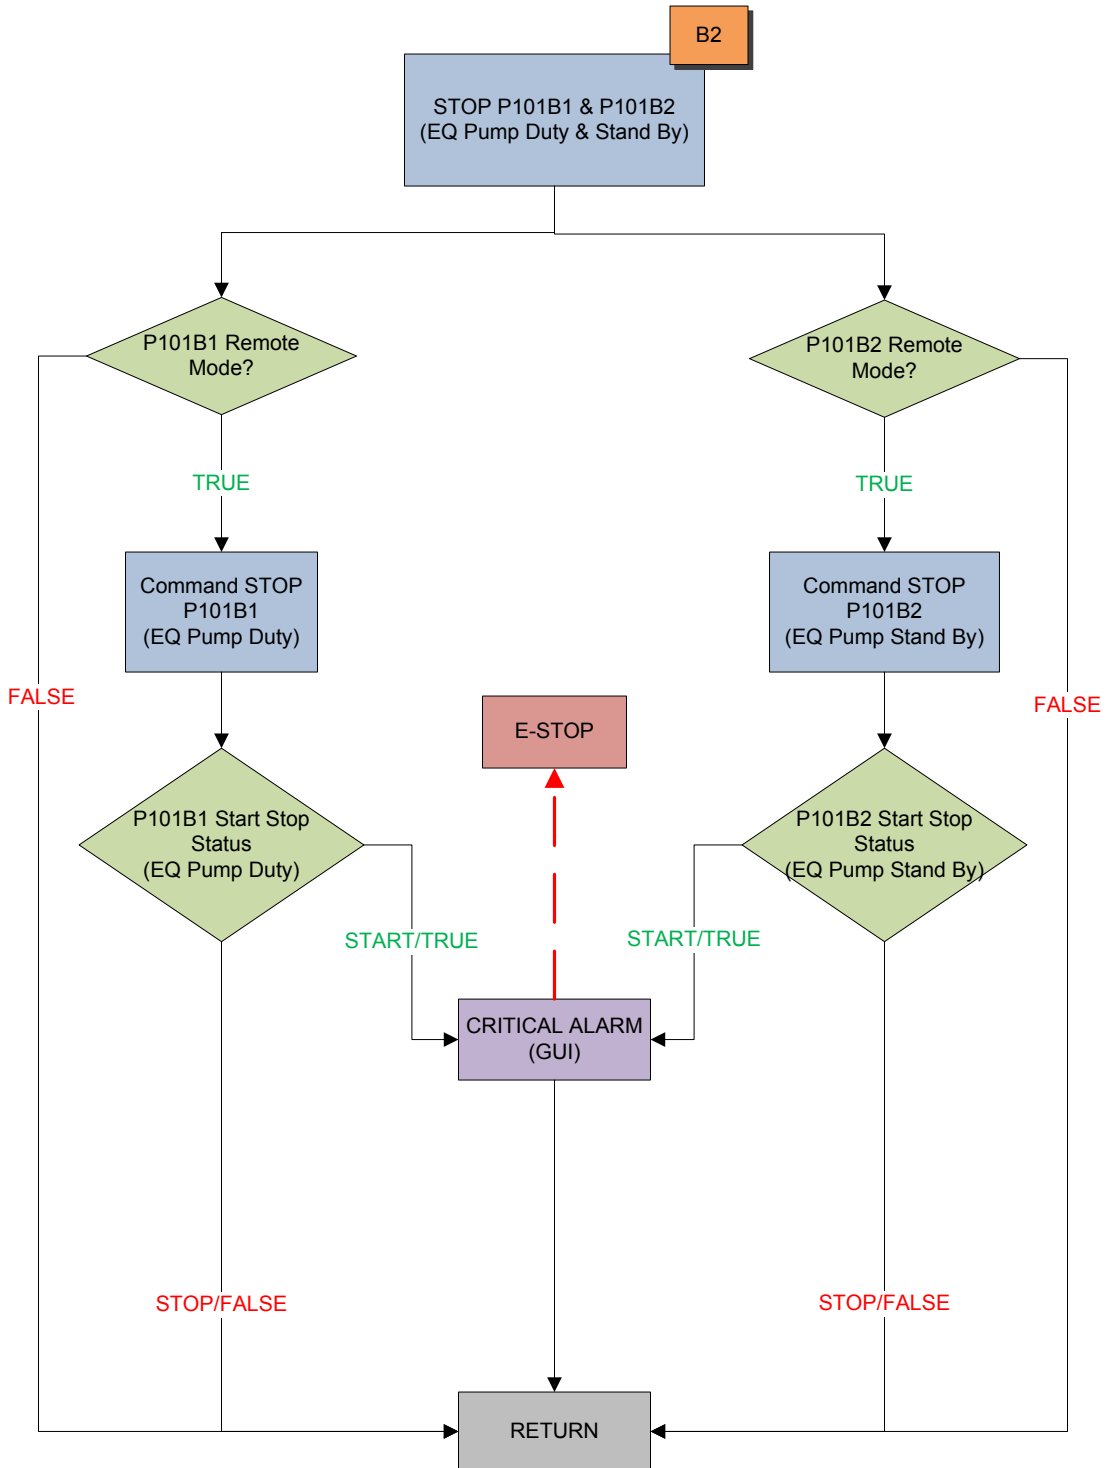 B2
STOP P101B1 & P101B2
(EQ Pump Duty & Stand By)
P101B1 Remote
Mode?
P101B2 Remote
Mode?
TRUE
TRUE
Command STOP
P101B1
(EQ Pump Duty)
Command STOP
P101B2
(EQ Pump Stand By)
FALSE
FALSE
E-STOP
P101B1 Start Stop
Status
(EQ Pump Duty)
P101B2 Start Stop
Status
(EQ Pump Stand By)
START/TRUE
START/TRUE
CRITICAL ALARM
(GUI)
STOP/FALSE
STOP/FALSE
RETURN